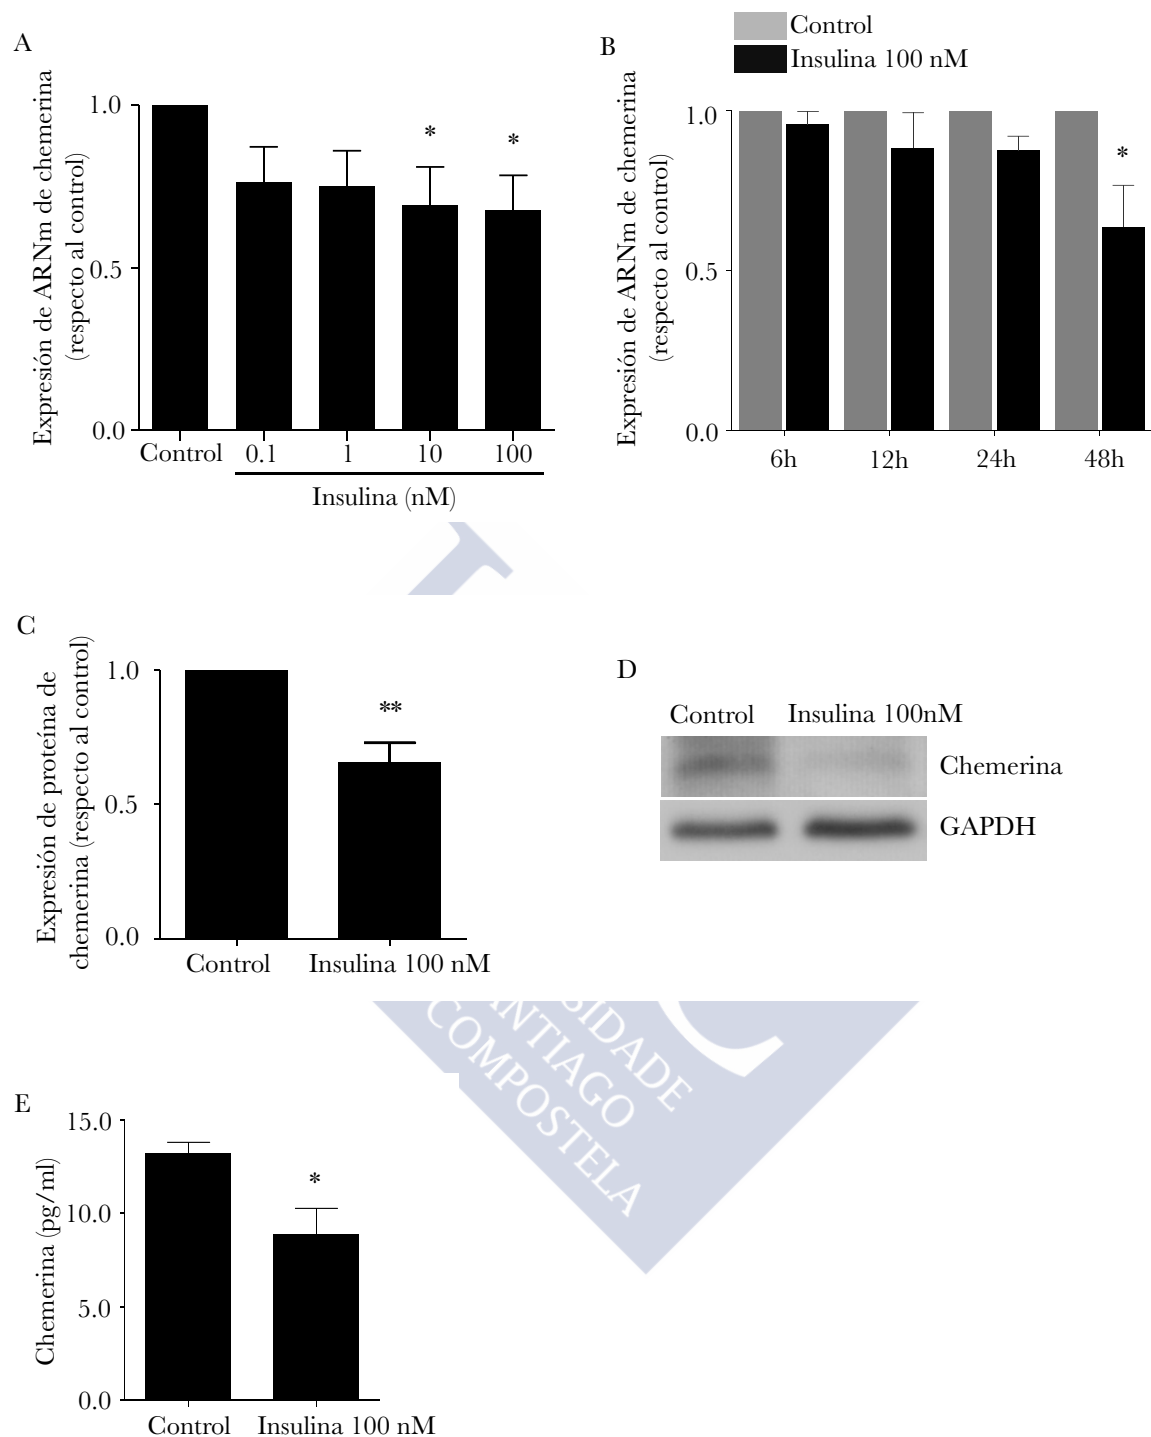 A
Expresión de ARNm de chemerina
(respecto al control)
1.0
0.5
0.0
*
*
Control
0.1
1
10
100
Insulina (nM)
B
Control
Insulina 100 nM
Expresión de ARNm de chemerina
(respecto al control)
1.0
0.5
0.0
*
6h
12h
24h
48h
C
Expresión de proteína de
chemerina (respecto al control)
1.0
0.5
0.0
**
Control
Insulina 100 nM
D
Control
Insulina 100nM
Chemerina
GAPDH
SIDADE
ANTIAGO
COMPOSTELA
E
Chemerina (pg/ml)
15.0
10.0
5.0
0.0
*
Control
Insulina 100 nM